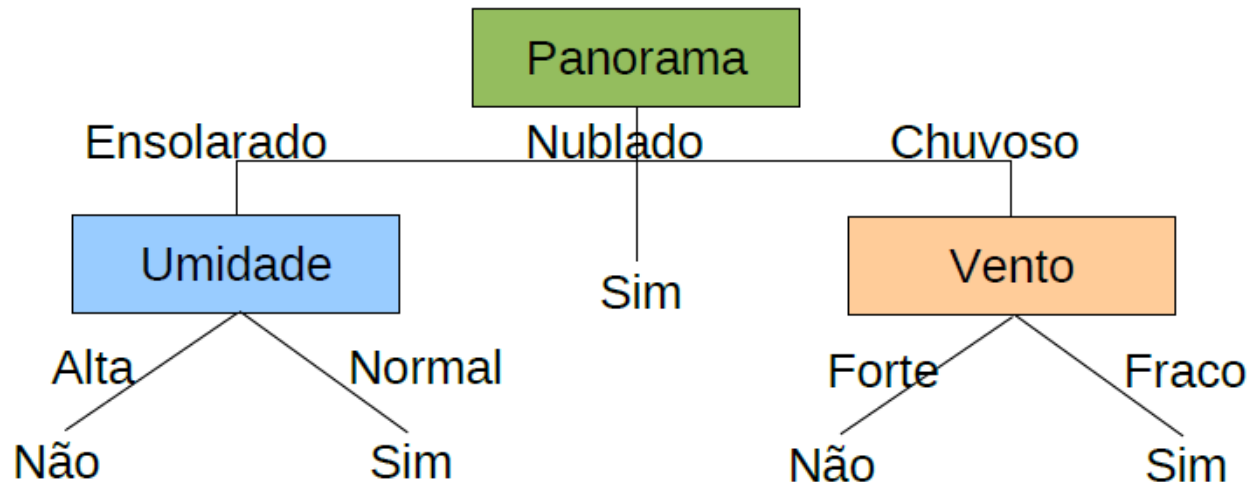 Panorama
Ensolarado Nublado Chuvoso
Umidade Vento
Sim
Alta Normal Forte Fraco
Não Sim Não Sim